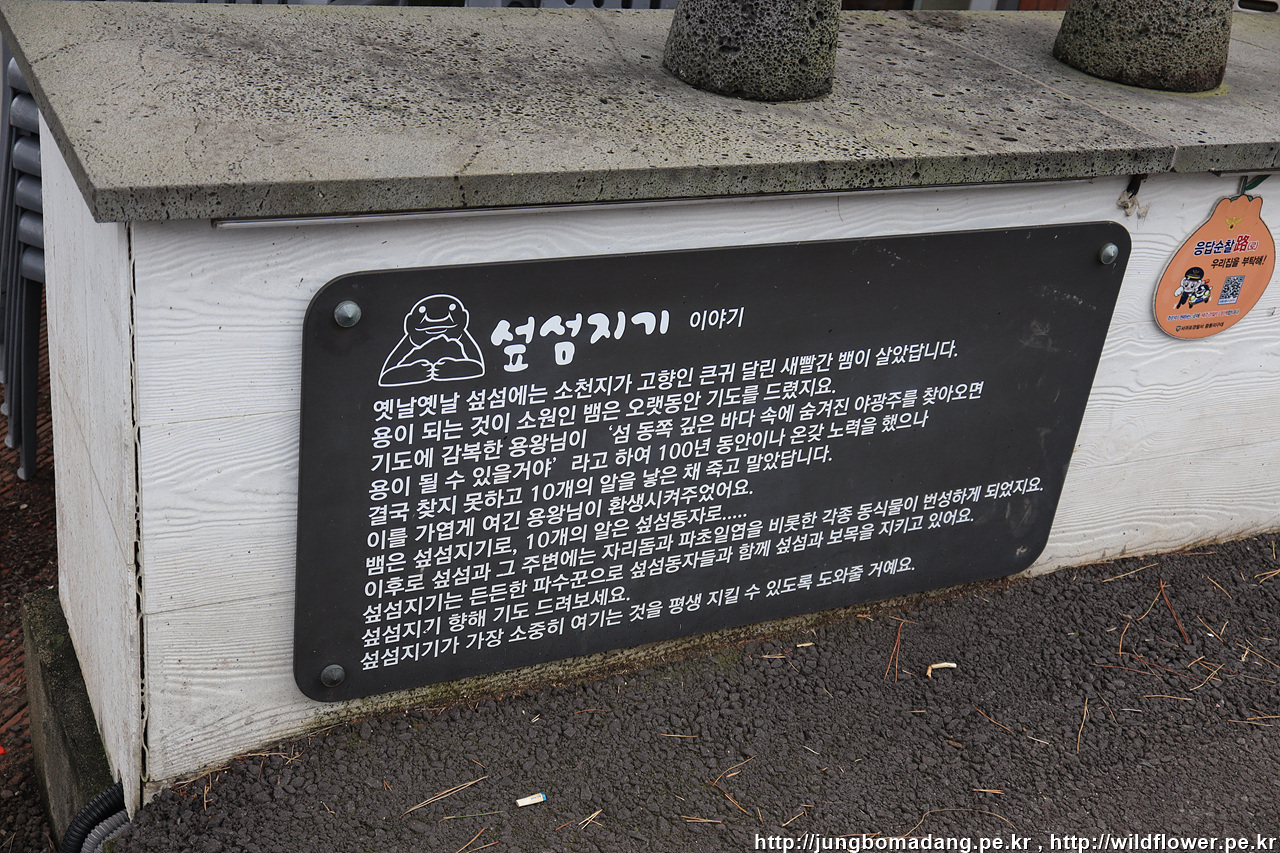 섶섬지기 이야기
옛날옛날 섶섬에는 소천지가 고향인 큰귀 달린 새빨간 뱀이 살았답니다.
용이 되는 것이 소원인 뱀은 오랫동안 기도를 드렸지요.
기도에 감복한 용왕님이 ‘섬 동쪽 깊은 바다 속에 숨겨진 야광주를 찾아오면
용이 될 수 있을거야’ 라고 하여 100년 동안이나 온갖 노력을 했으나
결국 찾지 못하고 10개의 알을 낳은 채 죽고 말았답니다.
이를 가엽게 여긴 용왕님이 환생시켜주었어요.
뱀은 섶섬지기로, 10개의 알은 섶섬동자로.....
이후로 섶섬과 그 주변에는 자리돔과 파초일엽을 비롯한 각종 동식물이 번성하게 되었지요.
섶섬지기는 든든한 파수꾼으로 섶섬동자들과 함께 섶섬과 보목을 지키고 있어요.
섶섬지기 향해 기도 드려보세요.
섶섬지기가 가장 소중히 여기는 것을 평생 지킬 수 있도록 도와줄 거예요.
응답순찰路(로)
우리집을 부탁해!
http://jungbomadang.pe.kr , http://wildflower.pe.kr